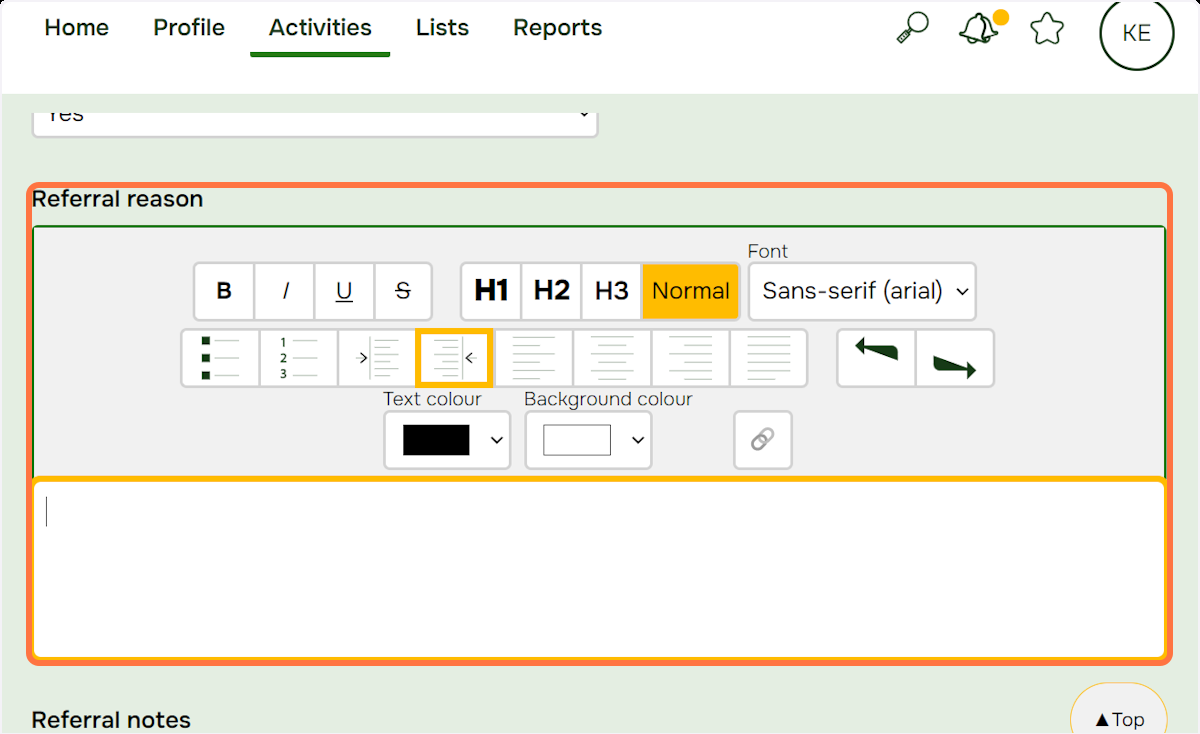 Home Profile Activities Lists Reports KE
Yes
Referral reason
Font
B I U S H1 H2 H3 Normal Sans-serif (arial)
1
2
3
Text colour Background colour
Referral notes
▲Top